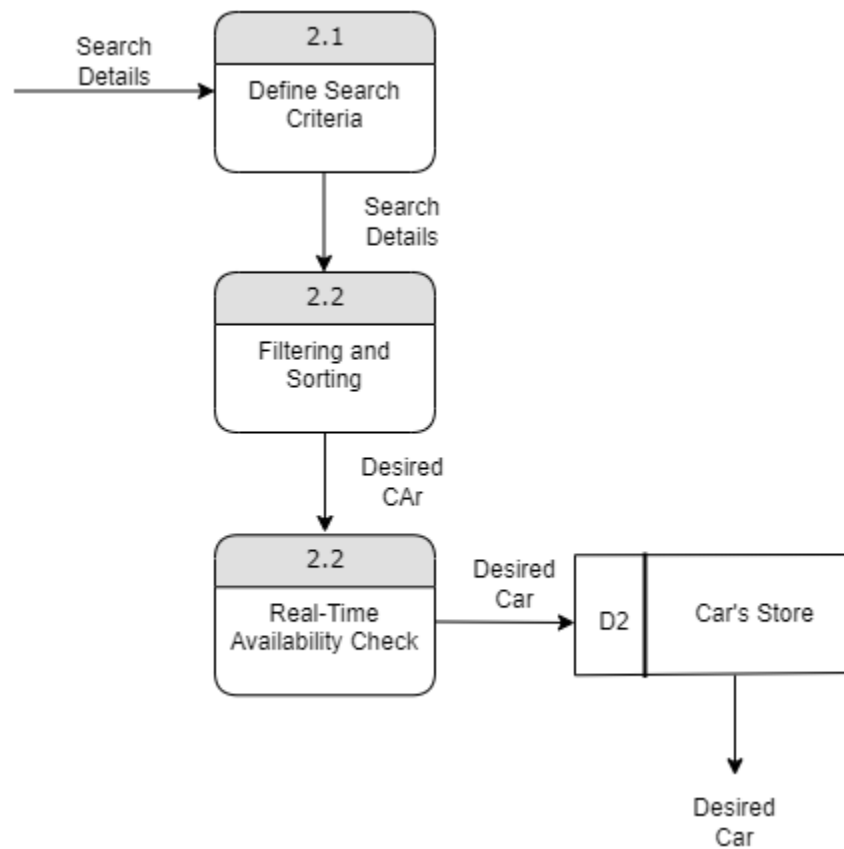 2.1
Search
Details
Define Search
Criteria
Search
Details
2.2
Filtering and
Sorting
Desired
CAr
2.2
Real-Time
Availability Check
Desired
Car
D2
Car's Store
Desired
Car